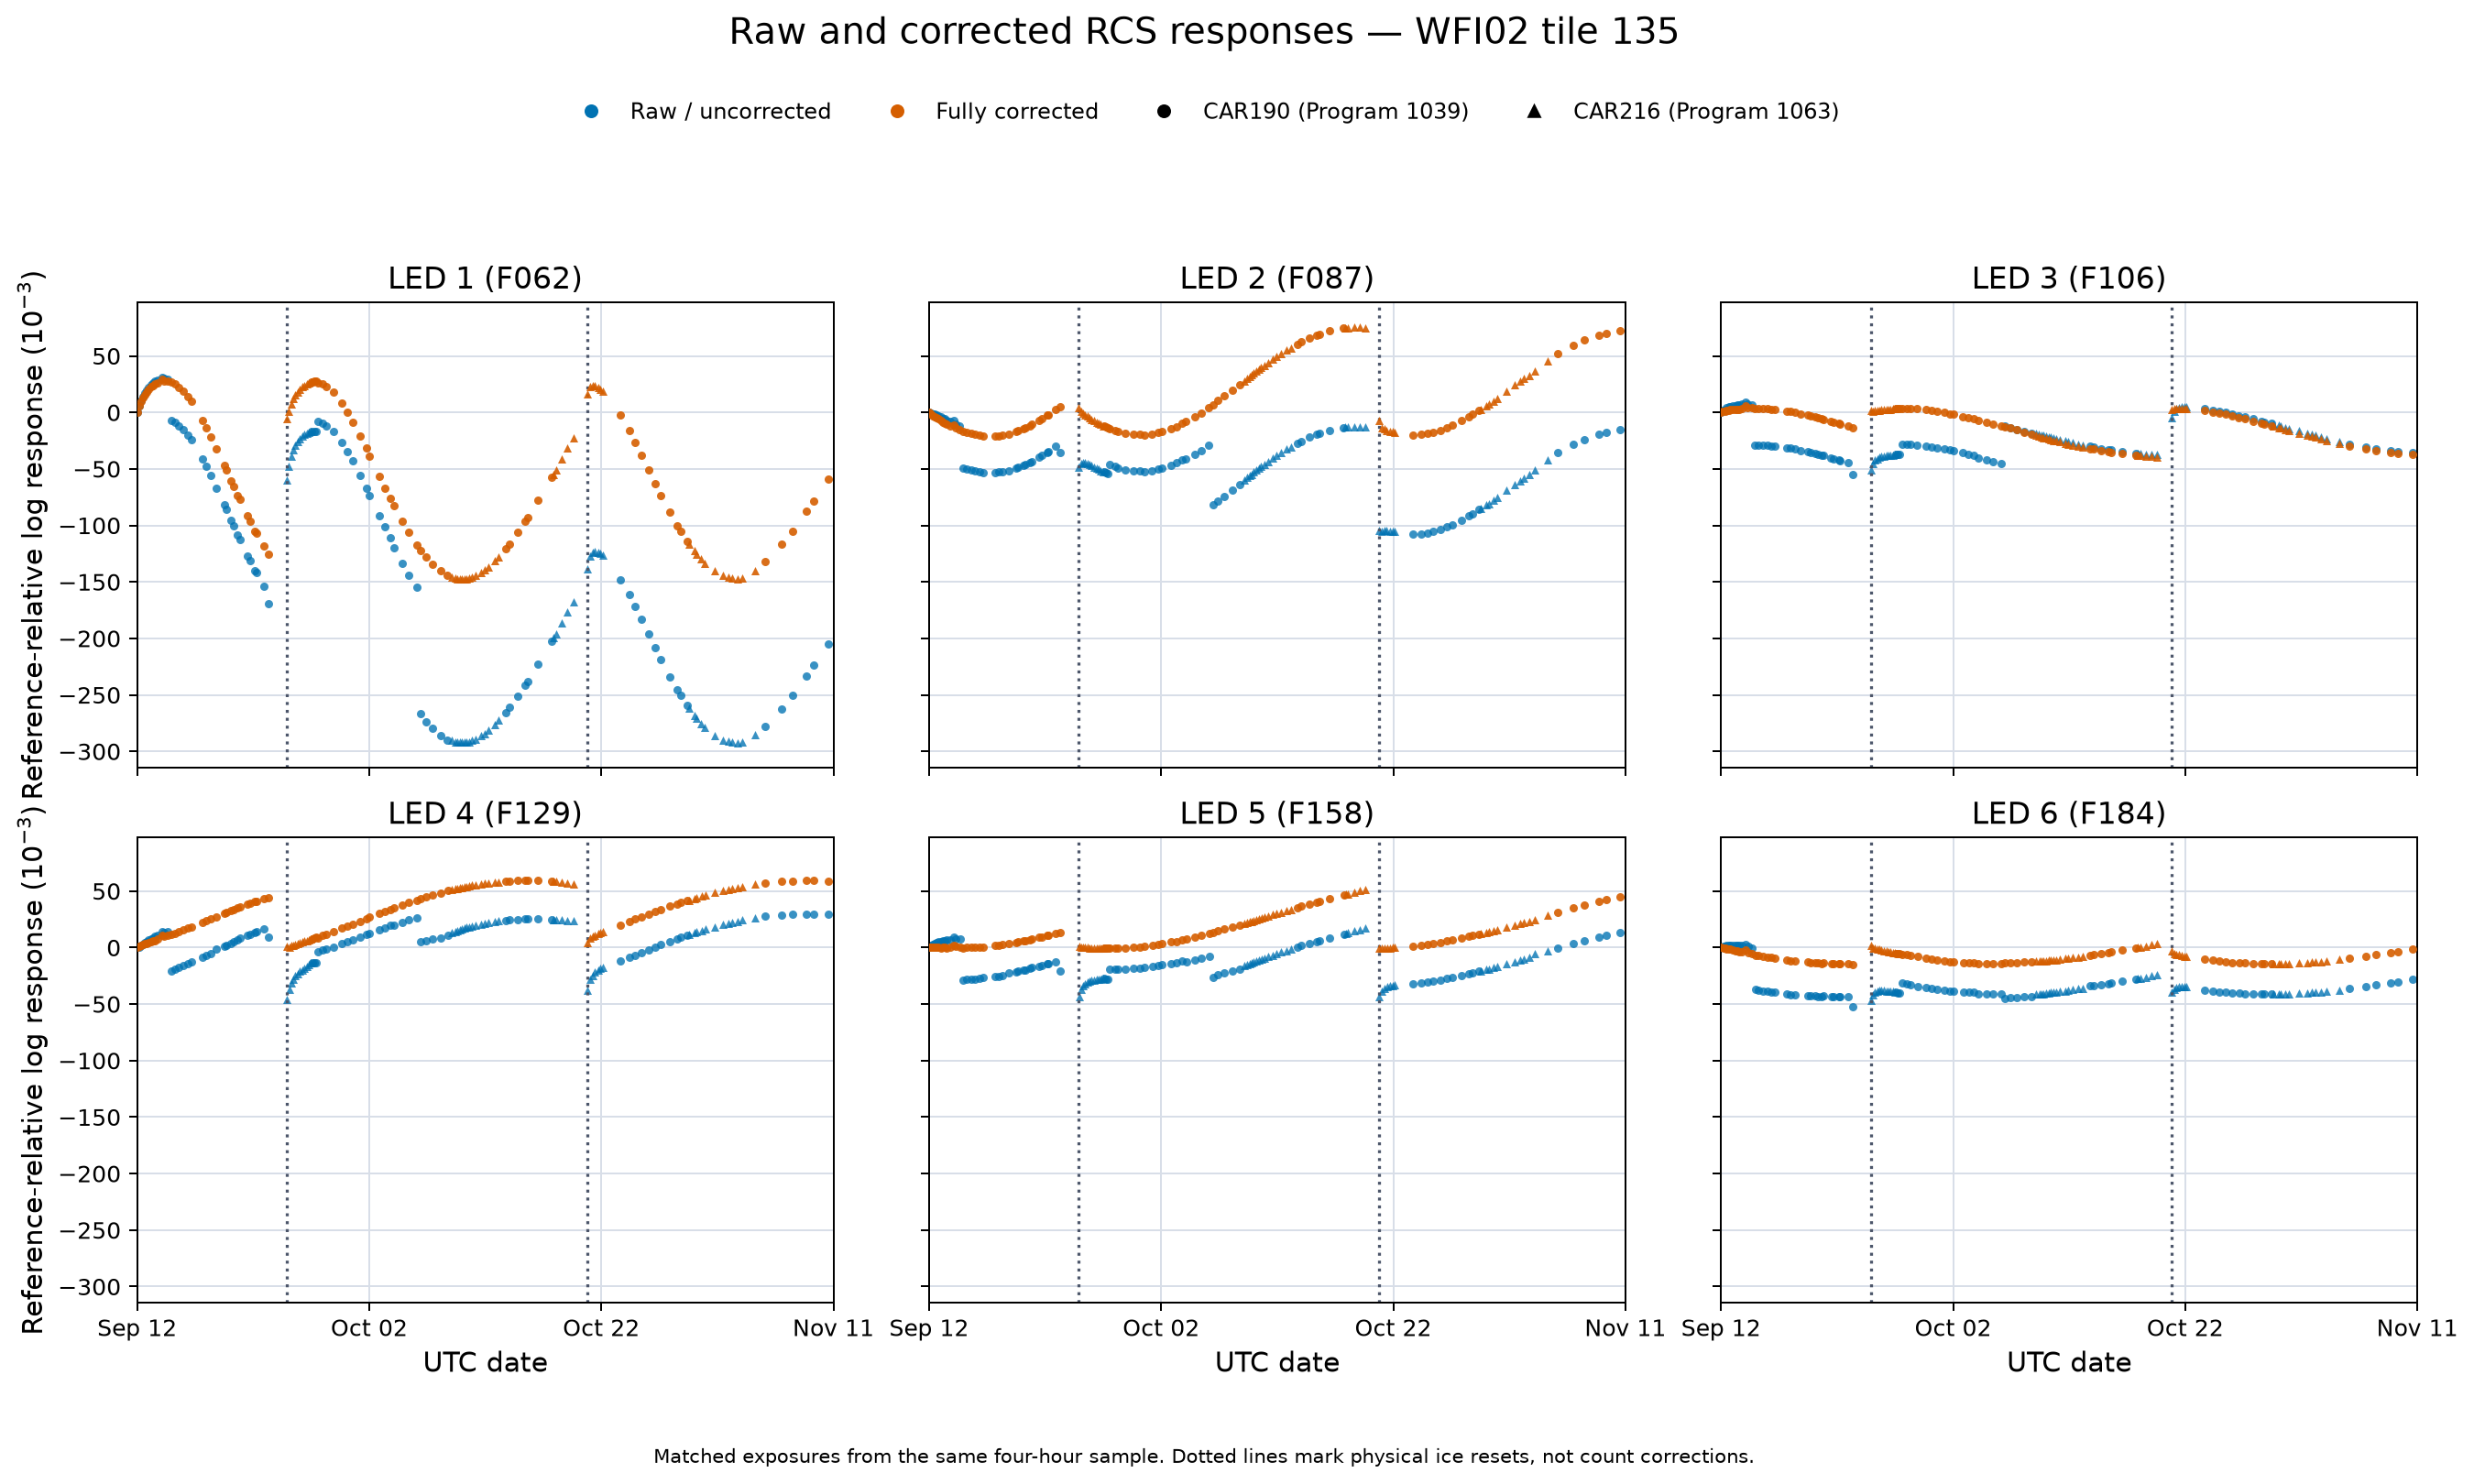 Raw and corrected RCS responses — WFI02 tile 135
Raw / uncorrected
Fully corrected
CAR190 (Program 1039)
CAR216 (Program 1063)
LED 1 (F062)
LED 2 (F087)
LED 3 (F106)
Reference-relative log response (10⁻³)
50
0
−50
−100
−150
−200
−250
−300
LED 4 (F129)
LED 5 (F158)
LED 6 (F184)
Reference-relative log response (10⁻³)
50
0
−50
−100
−150
−200
−250
−300
Sep 12
Oct 02
Oct 22
Nov 11
Sep 12
Oct 02
Oct 22
Nov 11
Sep 12
Oct 02
Oct 22
Nov 11
UTC date
UTC date
UTC date
Matched exposures from the same four-hour sample. Dotted lines mark physical ice resets, not count corrections.